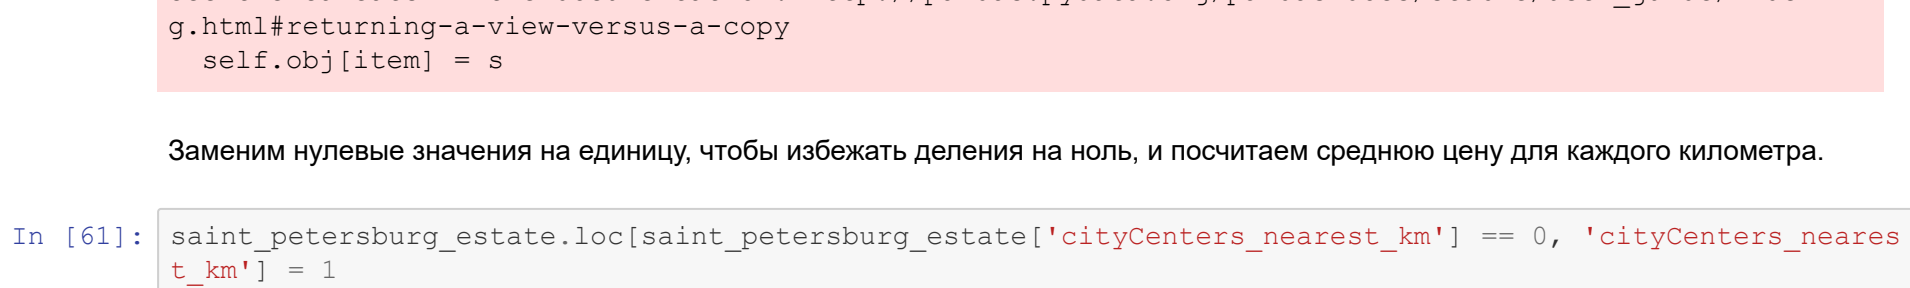 g.html#returning-a-view-versus-a-copy
self.obj[item] = s
Заменим нулевые значения на единицу, чтобы избежать деления на ноль, и посчитаем среднюю цену для каждого километра.
In [61]: saint_petersburg_estate.loc[saint_petersburg_estate['cityCenters_nearest_km'] == 0, 'cityCenters_neares
t_km'] = 1